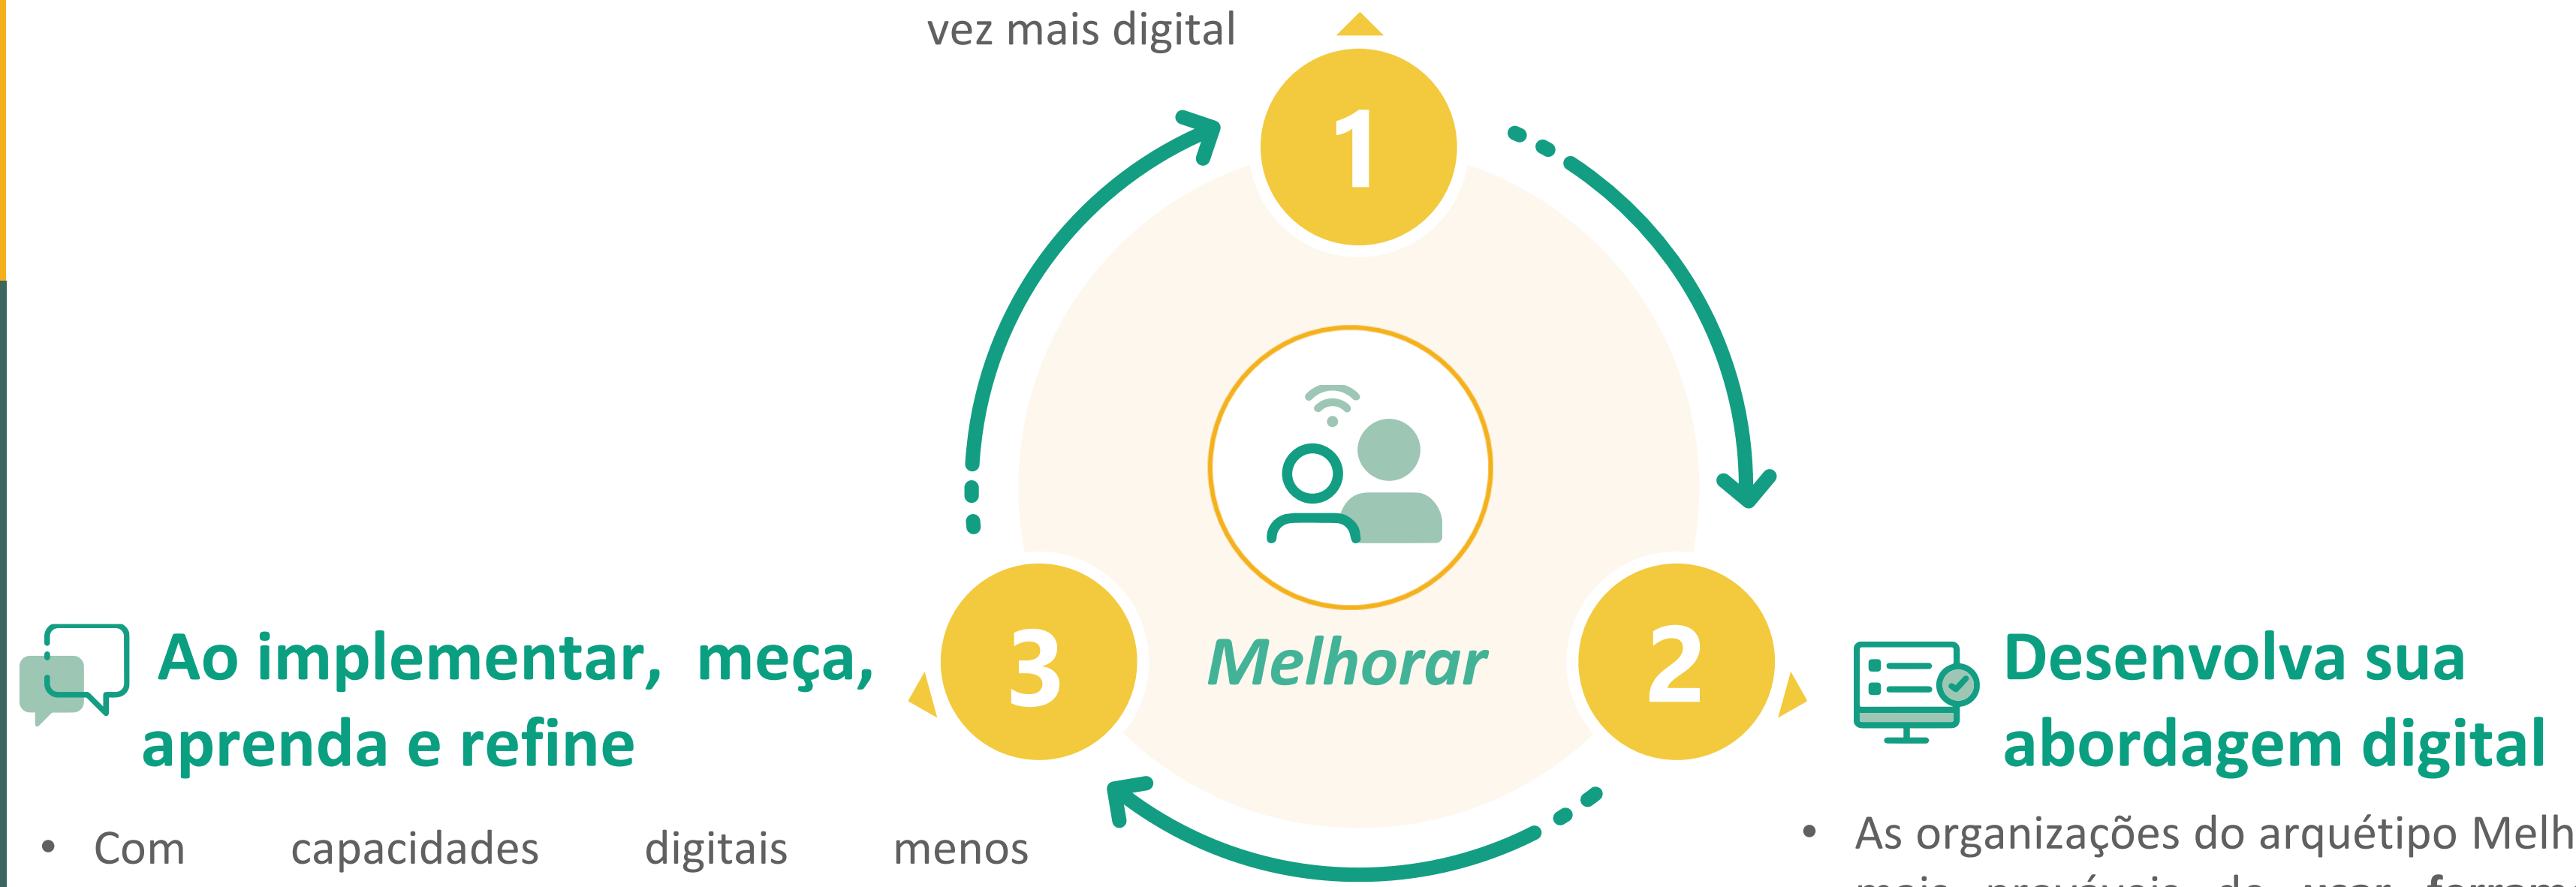 vez mais digital
1
Ao implementar, meça,
aprenda e refine
3
Melhorar
2
Desenvolva sua
abordagem digital
• Com capacidades digitais menos
• As organizações do arquétipo Melh